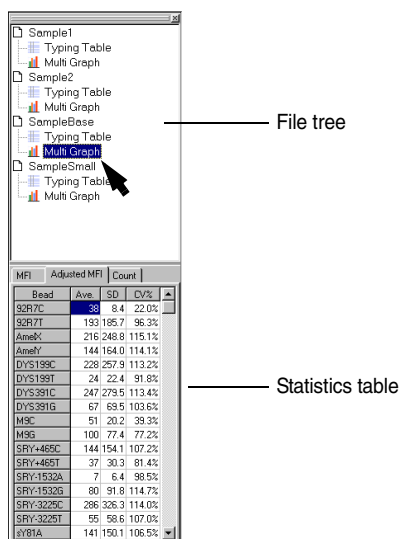 Sample1
Typing Table
Multi Graph
Sample2
Typing Table
Multi Graph
SampleBase
Typing Table
Multi Graph
SampleSmall
Typing Table
Multi Graph
File tree
MFI Adjusted MFI Count
Bead Ave. SD CV%
92R7C 38 8.4 22.0%
92R7T 193 185.7 96.3%
AmelX 216 248.8 115.1%
AmelY 144 164.0 114.1%
DYS199C 228 257.9 113.2%
DYS199T 24 22.4 91.8%
DYS391C 247 279.5 113.4%
DYS391G 67 69.5 103.6%
Statistics table
M9C 51 20.2 39.3%
M9G 100 77.4 77.2%
SRY+465C 144 154.1 107.2%
SRY+465T 37 30.3 81.4%
SRY-1532A 7 6.4 98.5%
SRY-1532G 80 91.8 114.7%
SRY-3225C 286 326.3 114.0%
SRY-3225T 55 58.6 107.0%
sY81A 141 150.1 106.5%